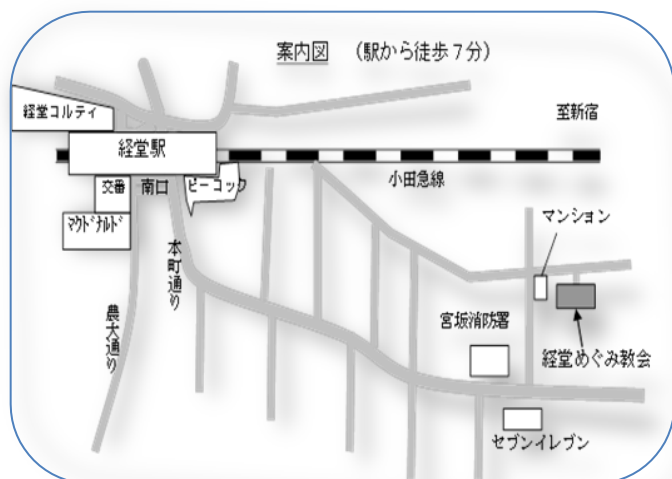 案内図 (駅から徒歩7分)
経堂コルティ
至新宿
経堂駅
小田急線
交番
南口
ピーコック
マクドナルド
マンション
本町通り
農大通り
宮坂消防署
経堂めぐみ教会
セブンイレブン